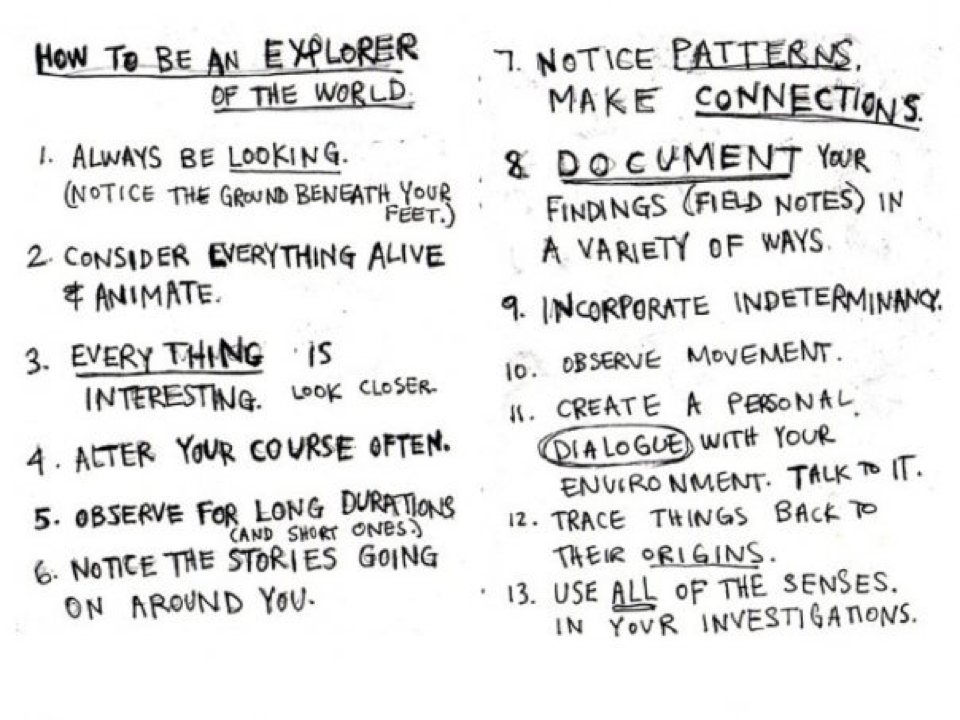 HOW TO BE AN EXPLORER
OF THE WORLD
1. ALWAYS BE LOOKING.
(NOTICE THE GROUND BENEATH YOUR
FEET.)
2. CONSIDER EVERYTHING ALIVE
& ANIMATE.
3. EVERY THING IS
INTERESTING. LOOK CLOSER.
4. ALTER YOUR COURSE OFTEN.
5. OBSERVE FOR LONG DURATIONS
(AND SHORT ONES.)
6. NOTICE THE STORIES GOING
ON AROUND YOU.
7. NOTICE PATTERNS.
MAKE CONNECTIONS.
8 DOCUMENT YOUR
FINDINGS (FIELD NOTES) IN
A VARIETY OF WAYS.
9. INCORPORATE INDETERMINANCY.
10. OBSERVE MOVEMENT.
11. CREATE A PERSONAL
DIALOGUE WITH YOUR
ENVIRONMENT. TALK TO IT.
12. TRACE THINGS BACK TO
THEIR ORIGINS.
13. USE ALL OF THE SENSES.
IN YOUR INVESTIGATIONS.